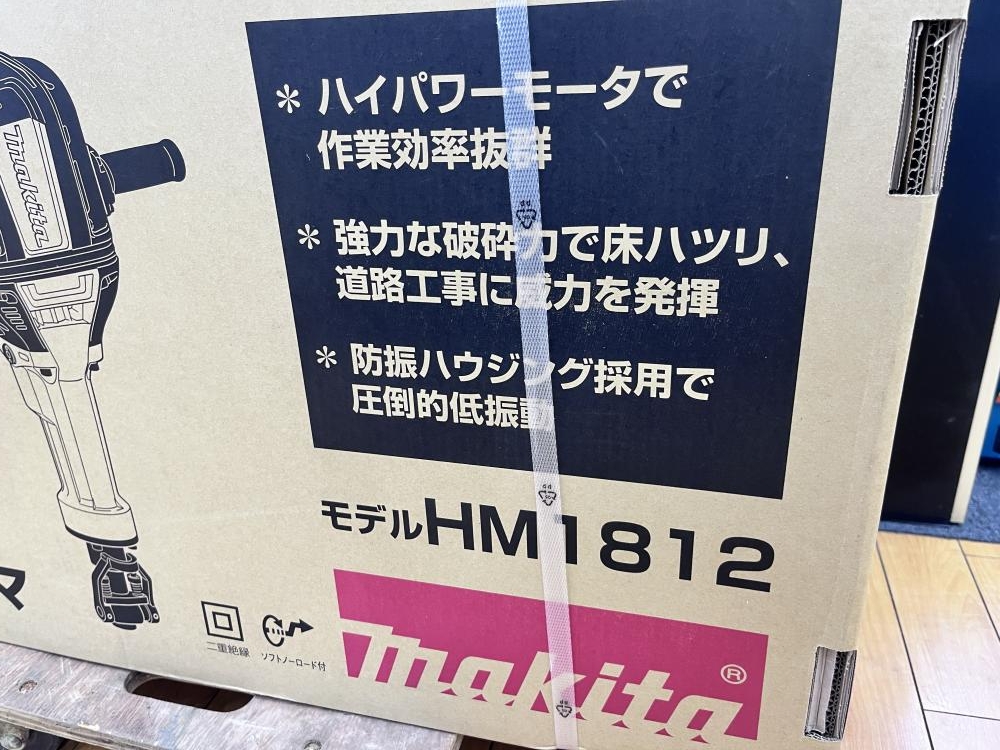 * ハイパワーモータで
作業効率抜群
* 強力な破砕力で床ハツリ、
道路工事に威力を発揮
* 防振ハウジング採用で
圧倒的低振動
モデルHM1812
makita
マ
二重絶縁
ソフトノーロード付
makita®